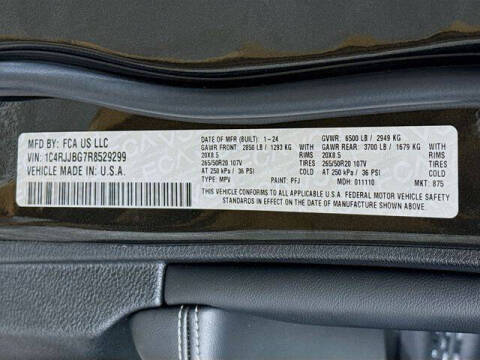 MFD BY: FCA US LLC
VIN: 1C4RJJBG7R8529299
VEHICLE MADE IN: U.S.A.
DATE OF MFR (BUILT): 1-24 GVWR: 6500 LB / 2949 KG
GAWR FRONT 2850 LB / 1293 KG WITH GAWR REAR 3700 LB / 1679 KG WITH
20X8.5 RIMS 20X8.5 RIMS
265/50R20 107V TIRES 265/50R20 107V TIRES
AT 250 kPa / 36 PSI COLD AT 250 kPa / 36 PSI COLD
TYPE: MPV PAINT: PFJ MDH: 011110 MKT: 875
THIS VEHICLE CONFORMS TO ALL APPLICABLE FEDERAL MOTOR VEHICLE SAFETY
STANDARDS IN EFFECT ON THE DATE OF MANUFACTURE SHOWN ABOVE.